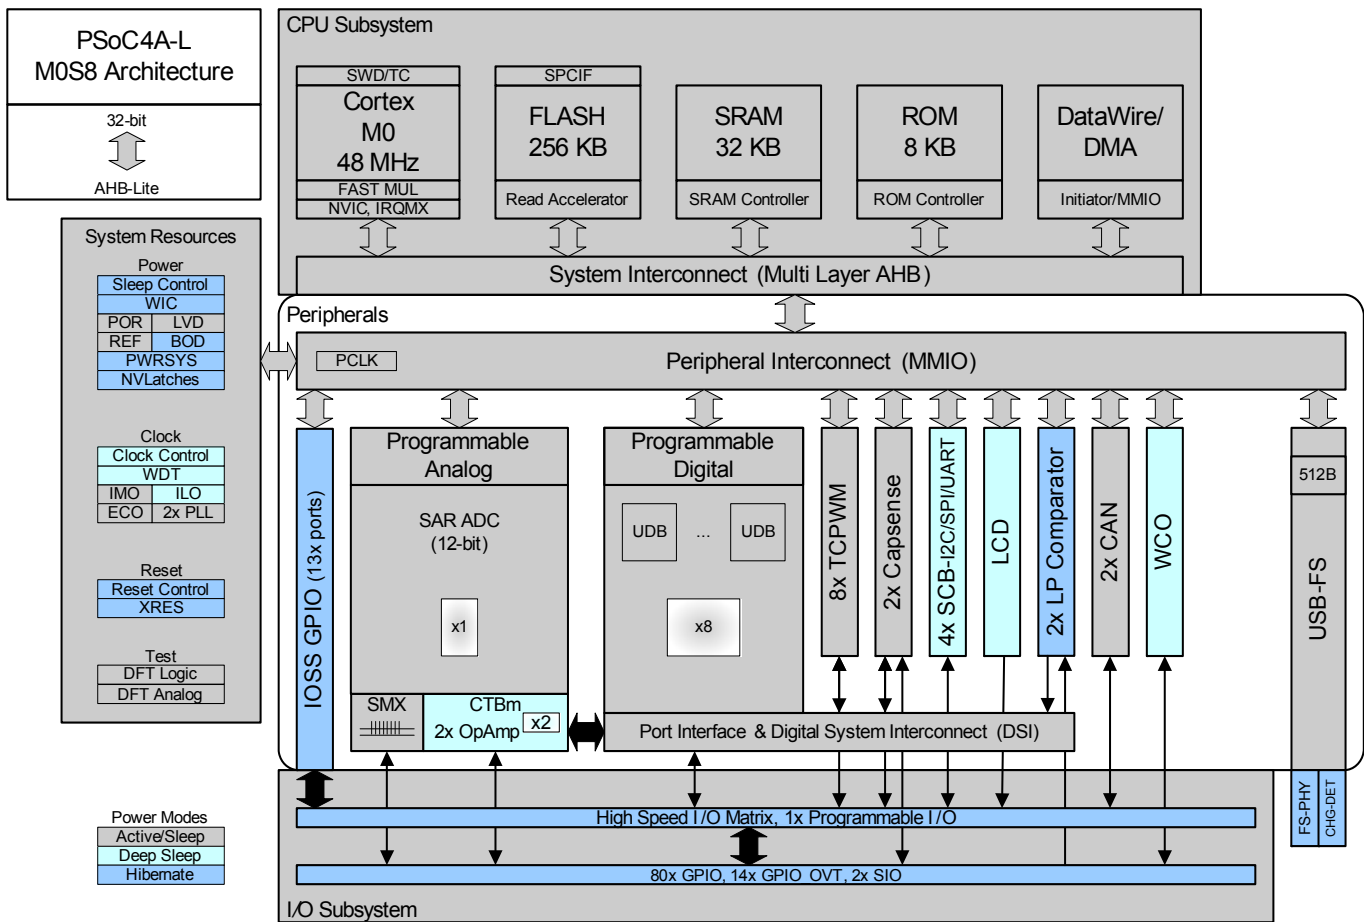 PSoC4A-L
M0S8 Architecture
32-bit
AHB-Lite
CPU Subsystem
SWD/TC
Cortex
M0
48 MHz
FAST MUL
NVIC, IRQMX
SPCIF
FLASH
256 KB
Read Accelerator
SRAM
32 KB
SRAM Controller
ROM
8 KB
ROM Controller
DataWire/
DMA
Initiator/MMIO
System Interconnect (Multi Layer AHB)
System Resources
Power
Sleep Control
WIC
POR LVD
REF BOD
PWRSYS
NVLatches
Clock
Clock Control
WDT
IMO ILO
ECO 2x PLL
Reset
Reset Control
XRES
Test
DFT Logic
DFT Analog
Peripherals
PCLK
Peripheral Interconnect (MMIO)
IOSS GPIO (13x ports)
Programmable
Analog
SAR ADC
(12-bit)
x1
SMX
CTBm
2x OpAmp
x2
Programmable
Digital
UDB ... UDB
x8
8x TCPWM
2x Capsense
4x SCB-I2C/SPI/UART
LCD
2x LP Comparator
2x CAN
WCO
512B
USB-FS
FS-PHY
CHG-DET
Port Interface & Digital System Interconnect (DSI)
High Speed I/O Matrix, 1x Programmable I/O
80x GPIO, 14x GPIO OVT, 2x SIO
I/O Subsystem
Power Modes
Active/Sleep
Deep Sleep
Hibernate